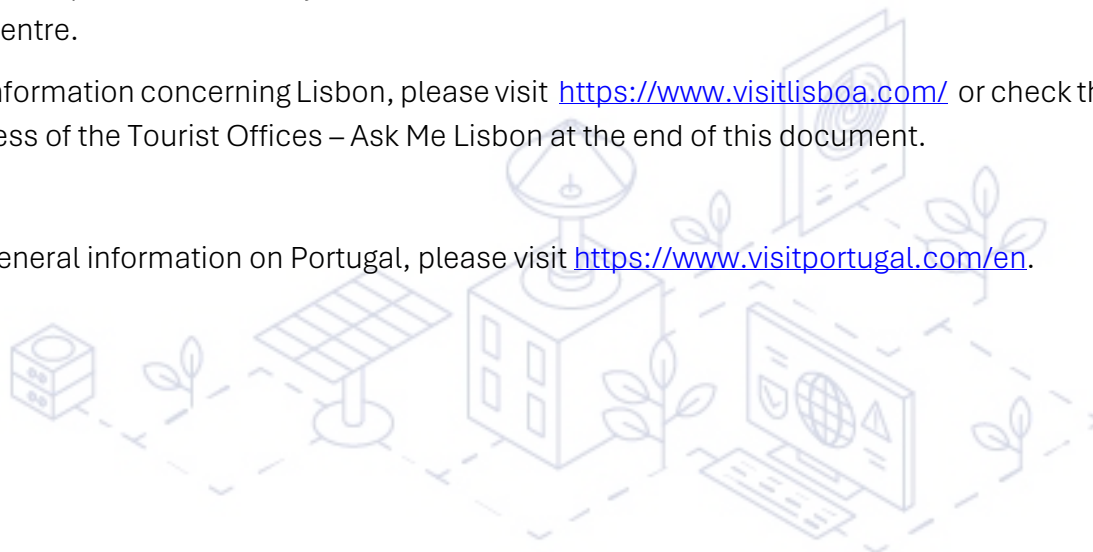 entre.
nformation concerning Lisbon, please visit https://www.visitlisboa.com/ or check th
ess of the Tourist Offices – Ask Me Lisbon at the end of this document.
eneral information on Portugal, please visit https://www.visitportugal.com/en.